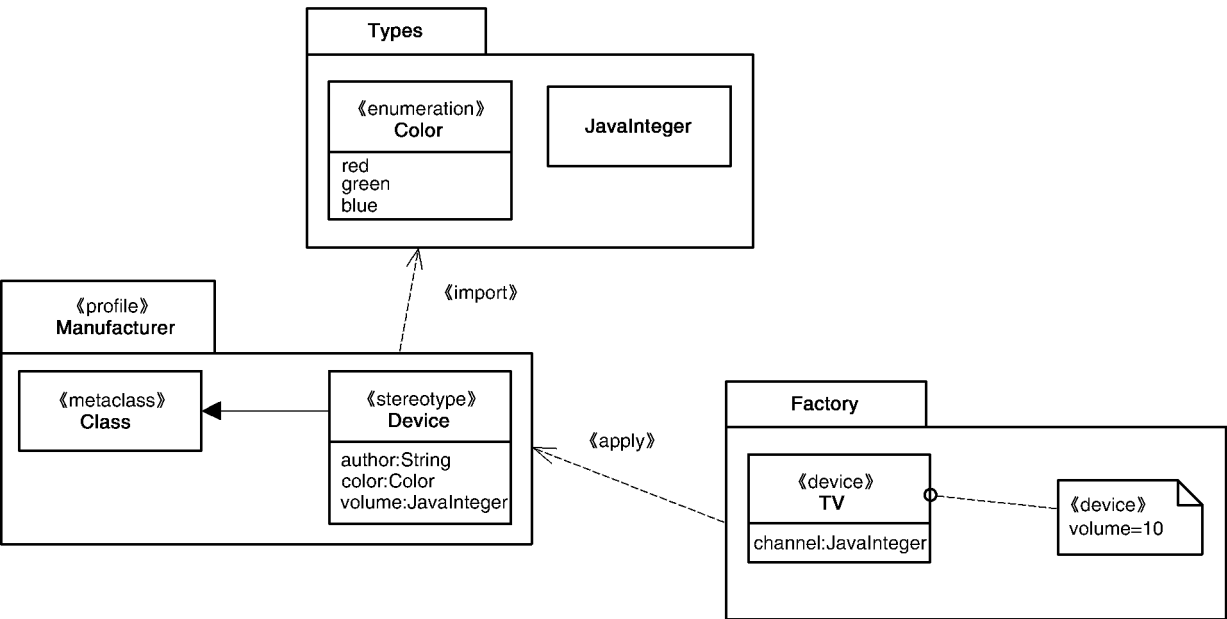 Types
《enumeration》
Color
red
green
blue
JavaInteger
《import》
《profile》
Manufacturer
《metaclass》
Class
《stereotype》
Device
author:String
color:Color
volume:JavaInteger
《apply》
Factory
《device》
TV
channel:JavaInteger
《device》
volume=10